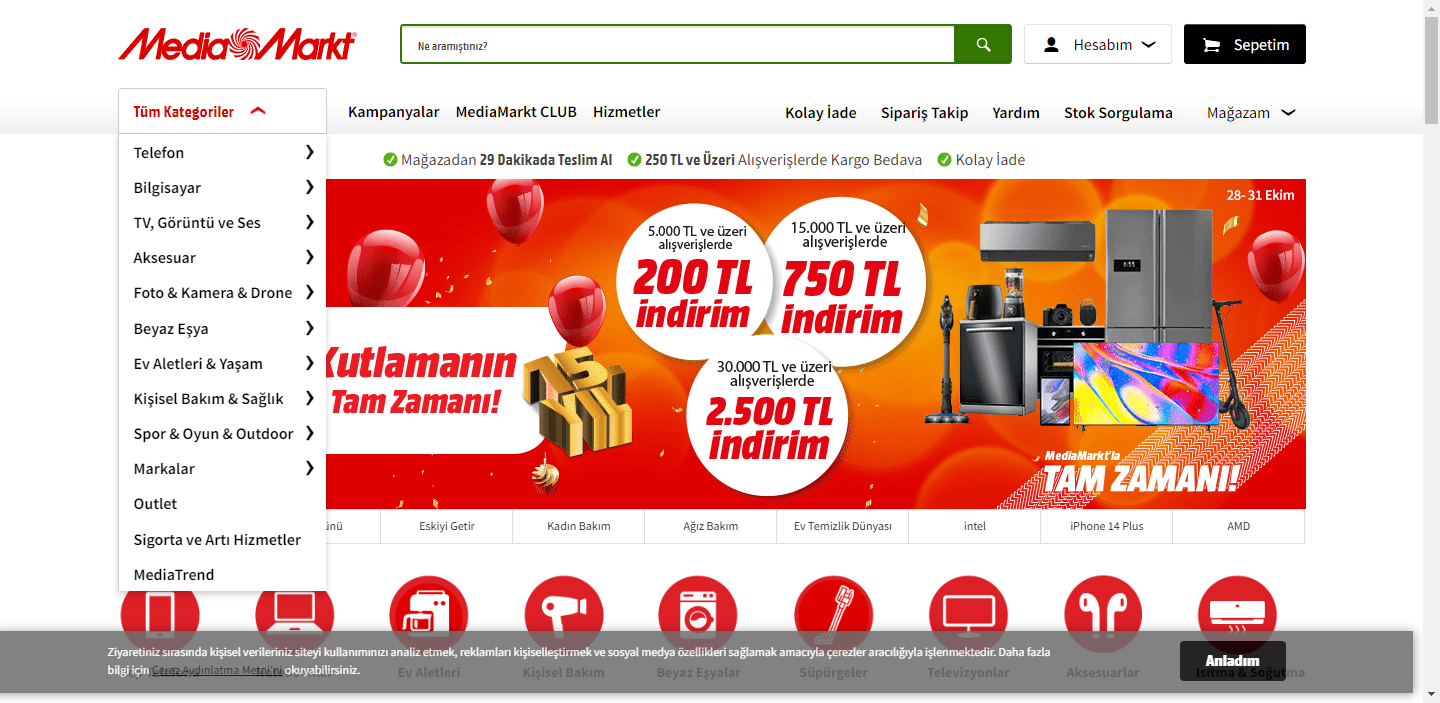 MediaMarkt
Ne aramıştınız?
Hesabım
Sepetim
Tüm Kategoriler
Kampanyalar
MediaMarkt CLUB
Hizmetler
Kolay İade
Sipariş Takip
Yardım
Stok Sorgulama
Mağazam
Telefon
Bilgisayar
TV, Görüntü ve Ses
Aksesuar
Foto & Kamera & Drone
Beyaz Eşya
Ev Aletleri & Yaşam
Kişisel Bakım & Sağlık
Spor & Oyun & Outdoor
Markalar
Outlet
Sigorta ve Artı Hizmetler
MediaTrend
Mağazadan 29 Dakikada Teslim Al
250 TL ve Üzeri Alışverişlerde Kargo Bedava
Kolay İade
28- 31 Ekim
Kutlamanın
Tam Zamanı!
15. YIL
5.000 TL ve üzeri
alışverişlerde
200 TL
indirim
15.000 TL ve üzeri
alışverişlerde
750 TL
indirim
30.000 TL ve üzeri
alışverişlerde
2.500 TL
indirim
MediaMarkt'la
TAM ZAMANI!
Eskiyi Getir
Kadın Bakım
Ağız Bakım
Ev Temizlik Dünyası
intel
iPhone 14 Plus
AMD
Ev Aletleri
Kişisel Bakım
Beyaz Eşyalar
Süpürgeler
Televizyonlar
Aksesuarlar
Isıtma & Soğutma
Ziyaretiniz sırasında kişisel verileriniz siteyi kullanımınızı analiz etmek, reklamları kişiselleştirmek ve sosyal medya özellikleri sağlamak amacıyla çerezler aracılığıyla işlenmektedir. Daha fazla
bilgi için Çerez Aydınlatma Metni'ni okuyabilirsiniz.
Anladım